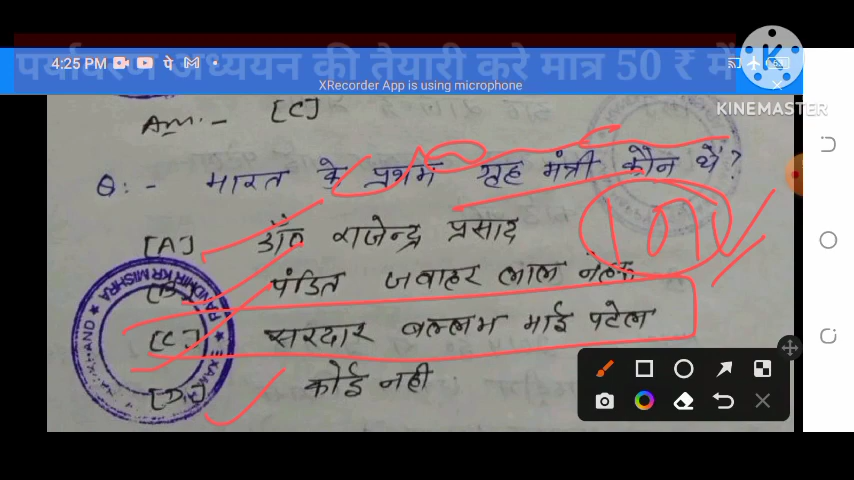 पर्यावरण अध्ययन की तैयारी करे मात्र 50 ₹ में
4:25 PM
XRecorder App is using microphone
KINEMASTER
Ans:- [C]
Q:- भारत के प्रथम गृह मंत्री कौन थें?
[A] डॉ० राजेन्द्र प्रसाद
[B] पंडित जवाहर लाल नेहरू
[C] सरदार बल्लभ भाई पटेल
[D] कोई नही